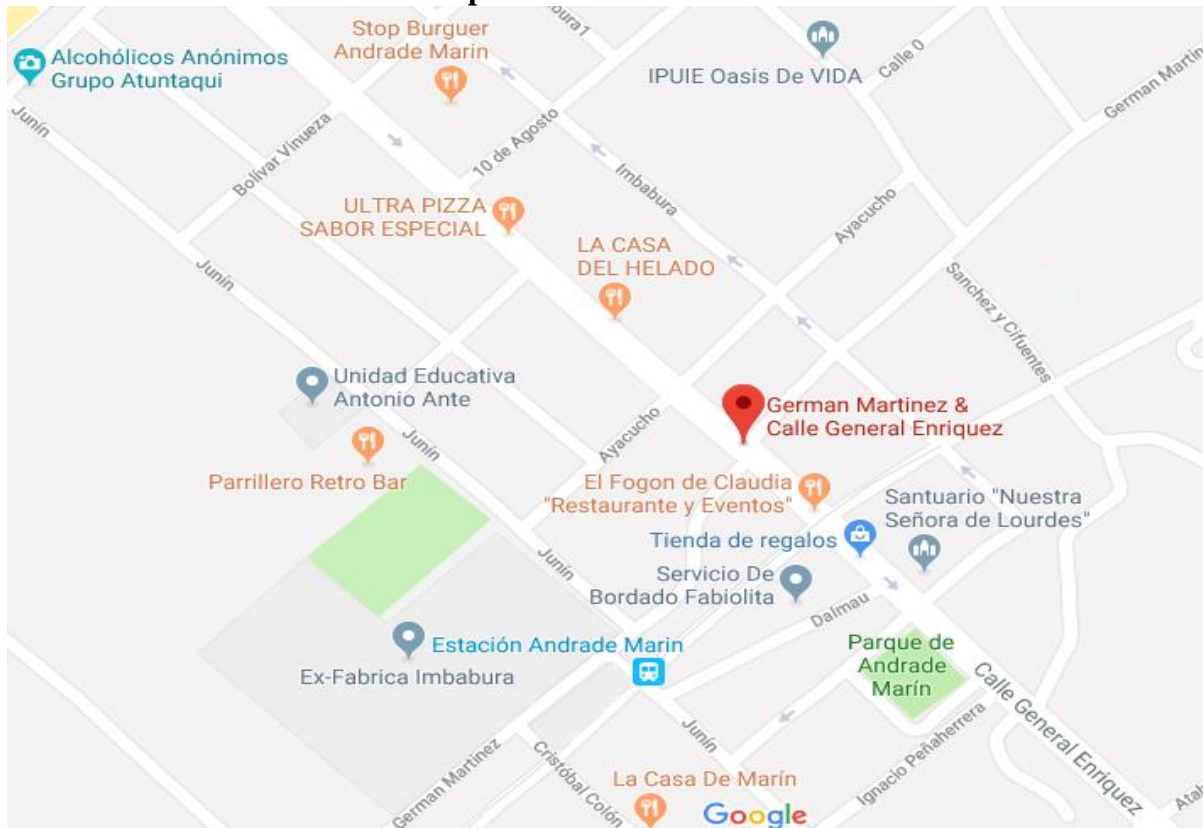 Stop Burguer
Andrade Marin
Alcohólicos Anónimos
Grupo Atuntaqui
IPUIE Oasis De VIDA
Calle 0
German Martin
Junín
Bolívar Vinueza
10 de Agosto
Imbabura
Ayacucho
ULTRA PIZZA
SABOR ESPECIAL
LA CASA
DEL HELADO
Junín
Sanchez y Cifuentes
Unidad Educativa
Antonio Ante
German Martinez &
Calle General Enriquez
Ayacucho
Junín
Parrillero Retro Bar
El Fogon de Claudia
"Restaurante y Eventos"
Santuario "Nuestra
Señora de Lourdes"
Tienda de regalos
Junín
Servicio De
Bordado Fabiolita
Dalmau
Estación Andrade Marin
Parque de
Andrade
Marín
Ex-Fabrica Imbabura
Calle General Enriquez
Junín
Ignacio Peñaherrera
German Martinez
Cristóbal Colón
La Casa De Marín
Google